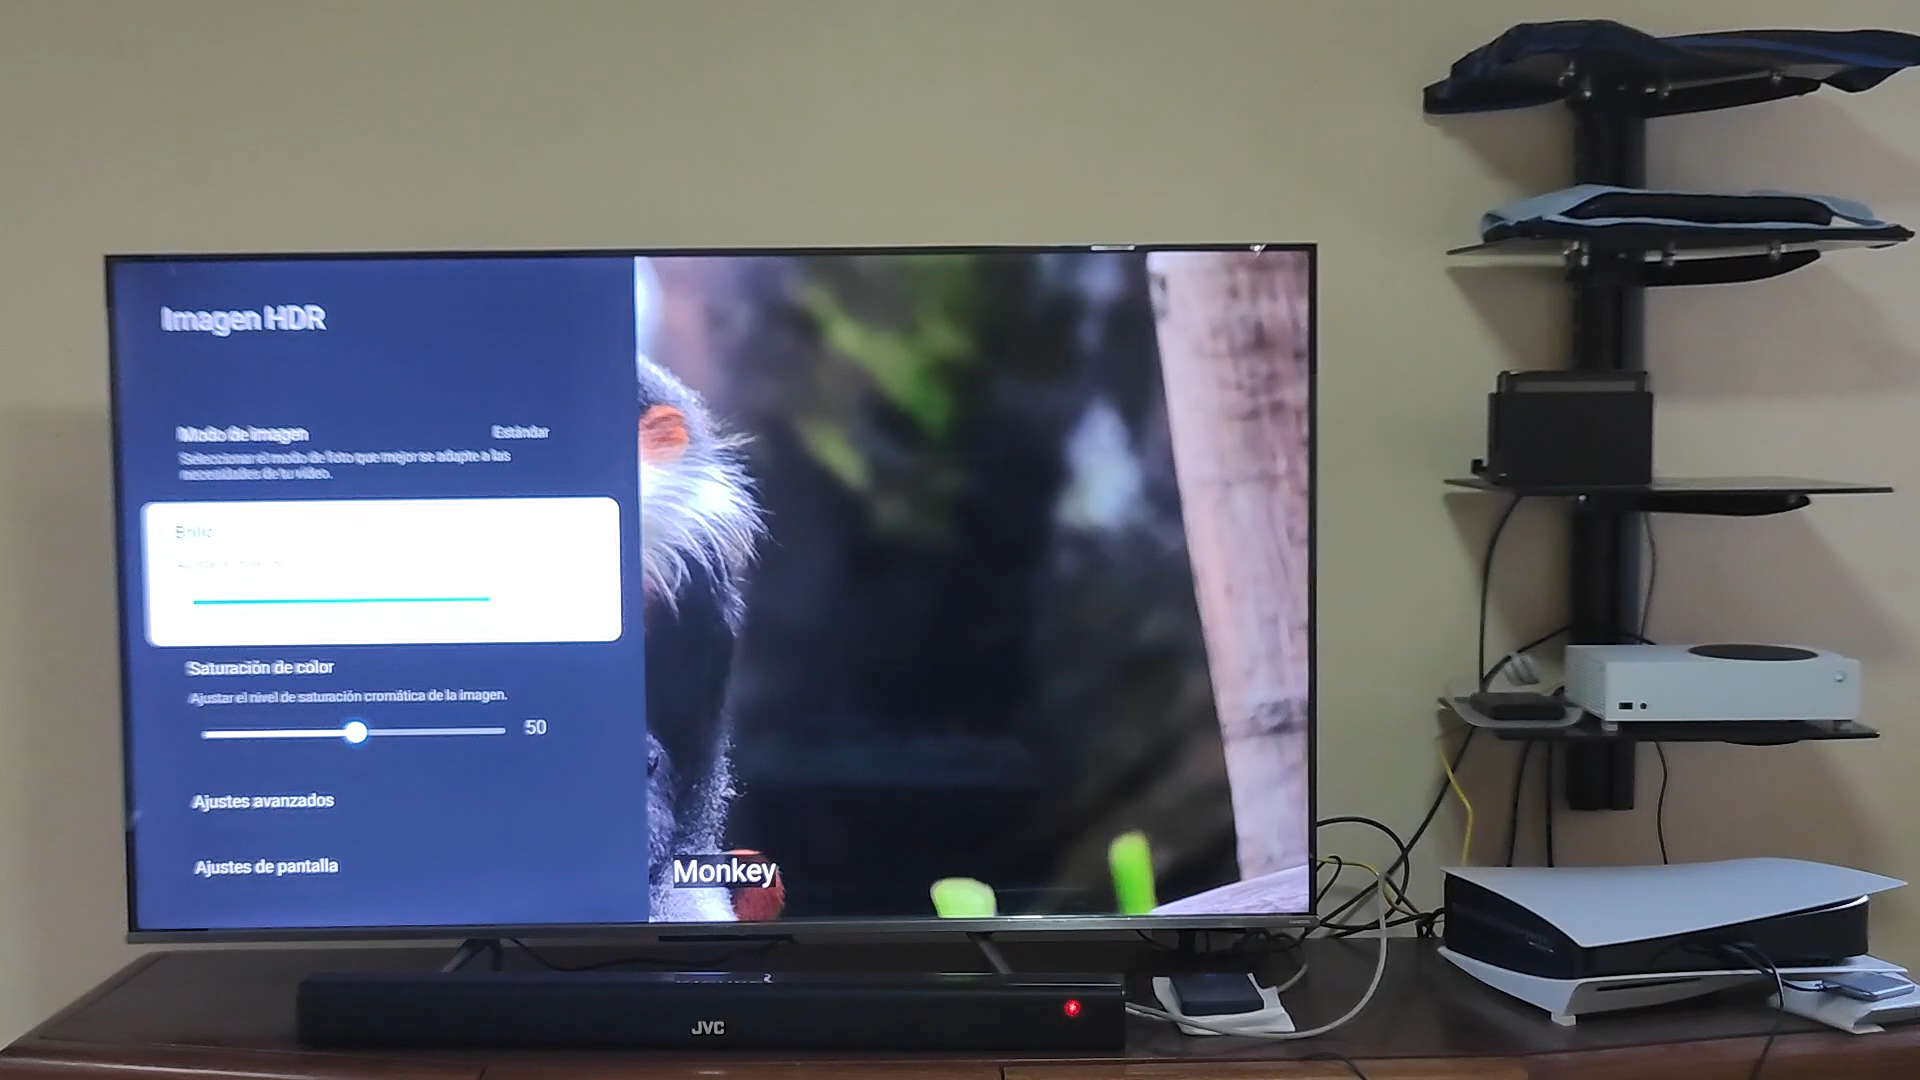 Imagen HDR
Modo de imagen
Estándar
Seleccionar el modo de foto que mejor se adapte a las
necesidades de tu vídeo.
Brillo
Saturación de color
Ajustar el nivel de saturación cromática de la imagen.
50
Ajustes avanzados
Ajustes de pantalla
Monkey
JVC